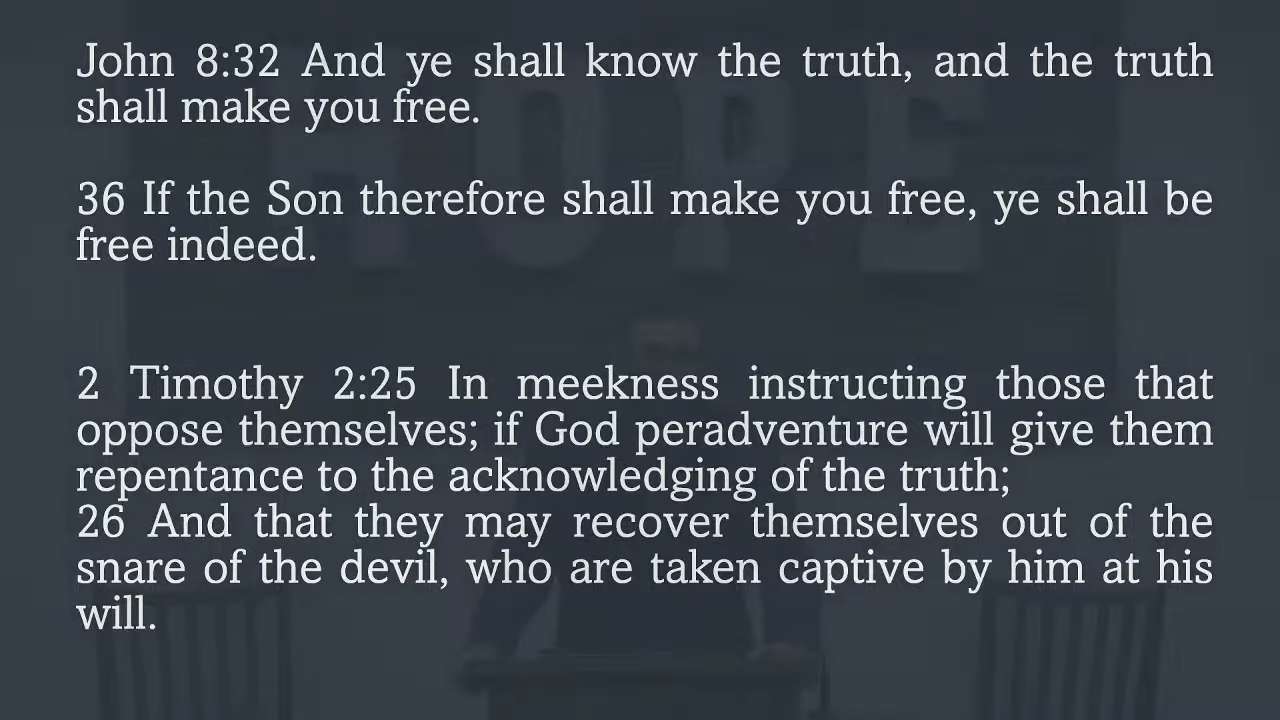 John 8:32 And ye shall know the truth, and the truth
shall make you free.
36 If the Son therefore shall make you free, ye shall be
free indeed.
2 Timothy 2:25 In meekness instructing those that
oppose themselves; if God peradventure will give them
repentance to the acknowledging of the truth;
26 And that they may recover themselves out of the
snare of the devil, who are taken captive by him at his
will.
HOPE